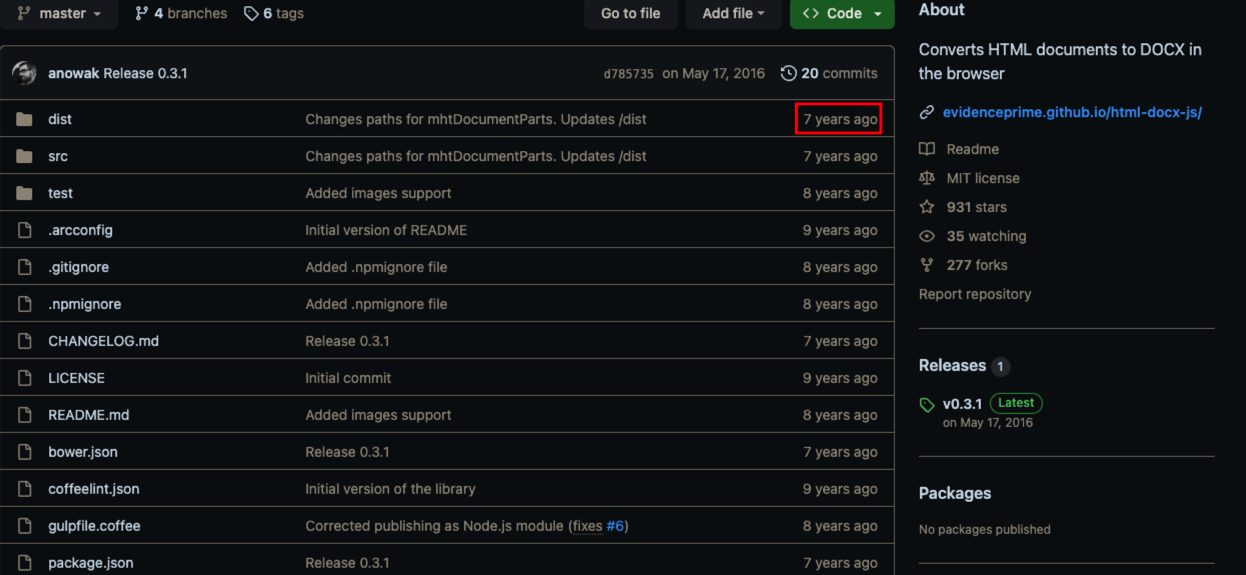 master 4 branches 6 tags Go to file Add file Code
anowak Release 0.3.1 d785735 on May 17, 2016 20 commits
dist Changes paths for mhtDocumentParts. Updates /dist 7 years ago
src Changes paths for mhtDocumentParts. Updates /dist 7 years ago
test Added images support 8 years ago
.arcconfig Initial version of README 9 years ago
.gitignore Added .npmignore file 8 years ago
.npmignore Added .npmignore file 8 years ago
CHANGELOG.md Release 0.3.1 7 years ago
LICENSE Initial commit 9 years ago
README.md Added images support 8 years ago
bower.json Release 0.3.1 7 years ago
coffeelint.json Initial version of the library 9 years ago
gulpfile.coffee Corrected publishing as Node.js module (fixes #6) 8 years ago
package.json Release 0.3.1 7 years ago
About
Converts HTML documents to DOCX in
the browser
evidenceprime.github.io/html-docx-js/
Readme
MIT license
931 stars
35 watching
277 forks
Report repository
Releases 1
v0.3.1 Latest
on May 17, 2016
Packages
No packages published